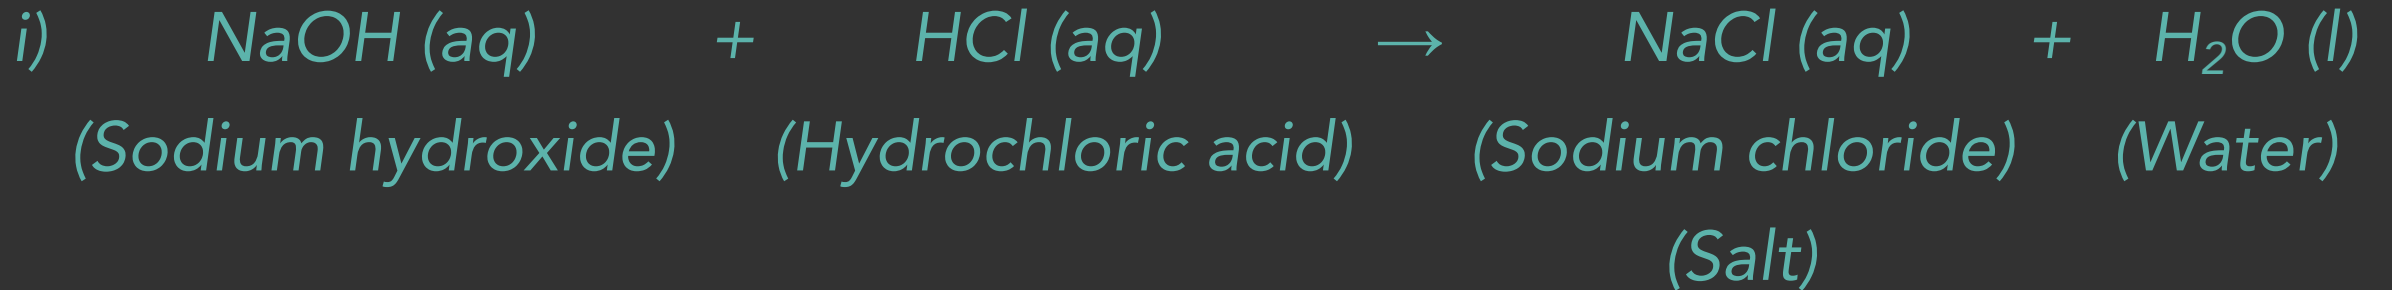 i) NaOH (aq) + HCl (aq) → NaCl (aq) + H₂O (l)
(Sodium hydroxide) (Hydrochloric acid) (Sodium chloride) (Water)
(Salt)